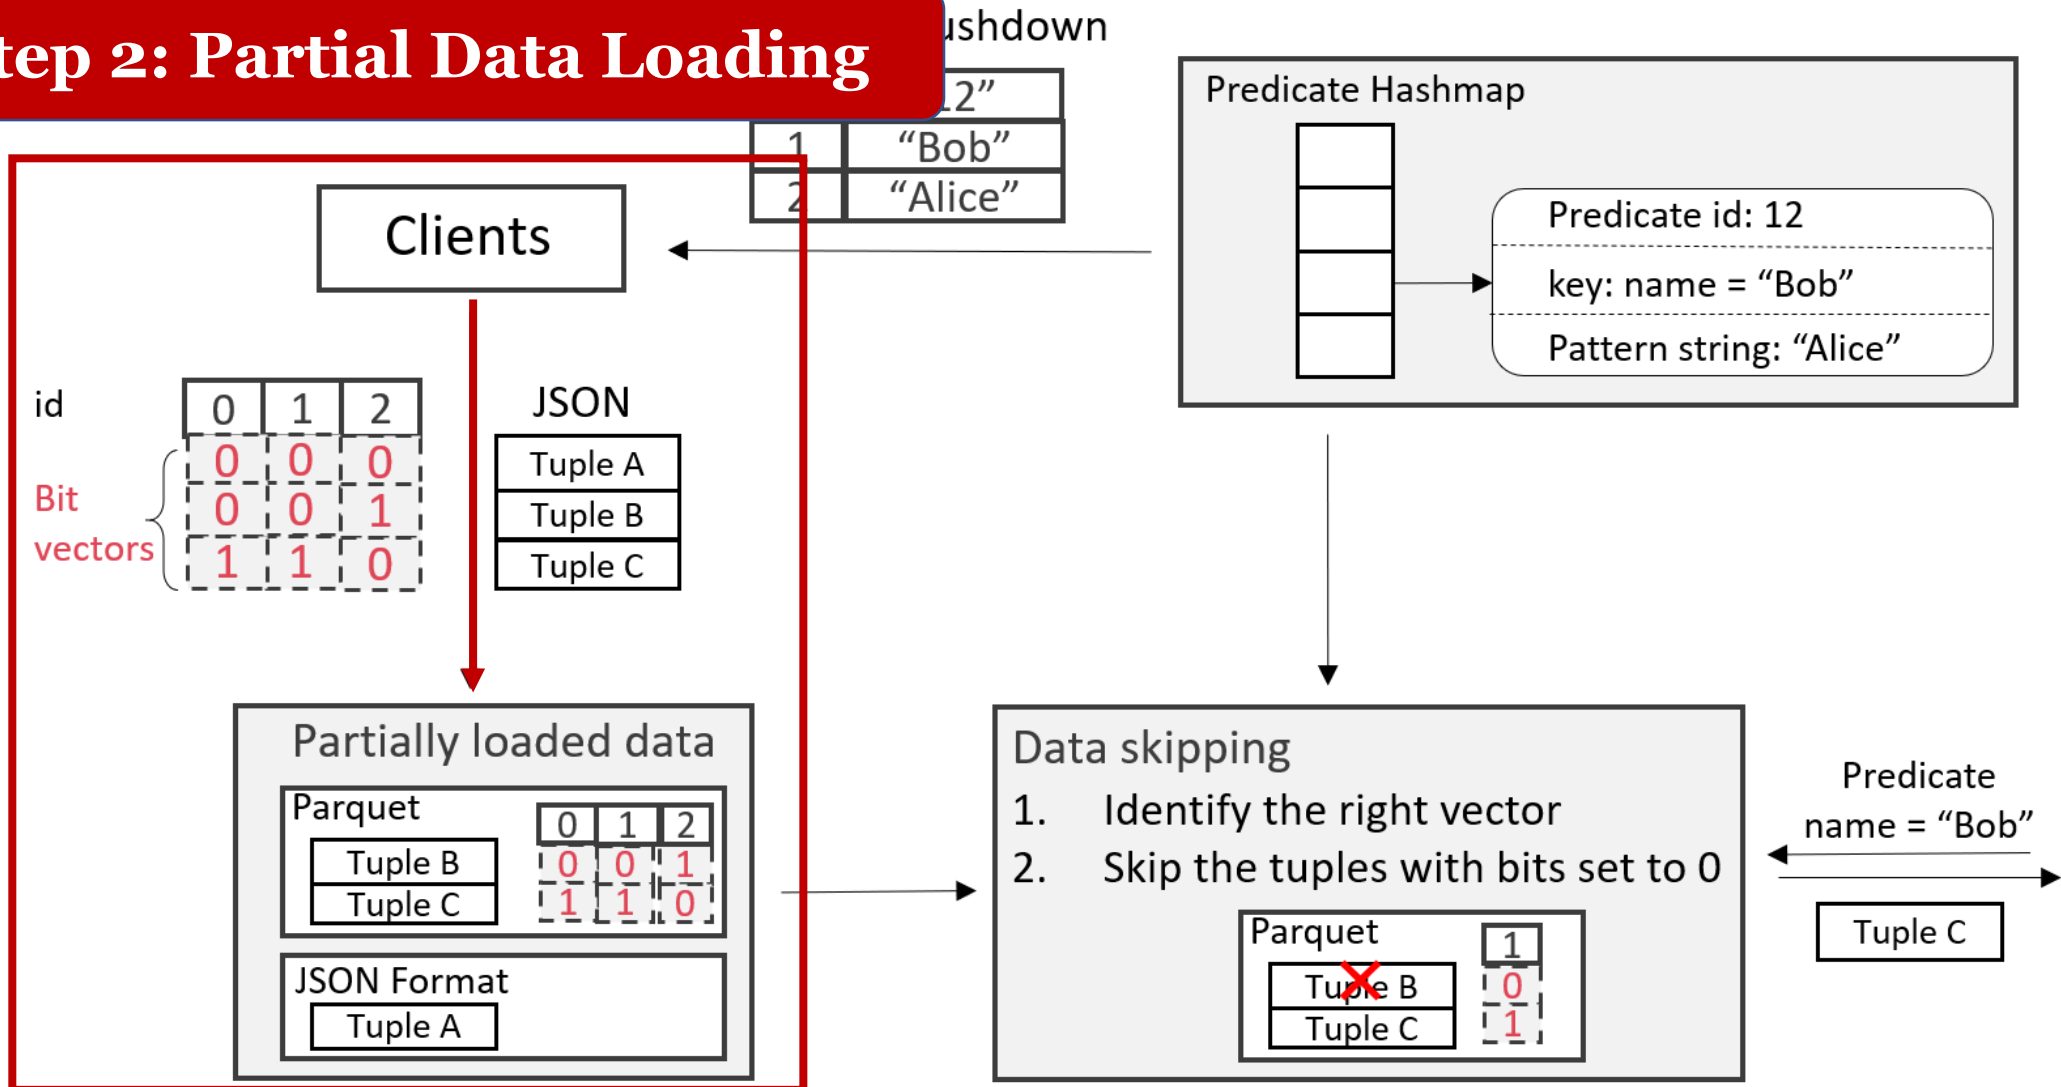 tep 2: Partial Data Loading
ushdown
12”
1 “Bob”
2 “Alice”
Predicate Hashmap
Predicate id: 12
key: name = “Bob”
Pattern string: “Alice”
Clients
id 0 1 2
Bit vectors
0 0 0
0 0 1
1 1 0
JSON
Tuple A
Tuple B
Tuple C
Partially loaded data
Parquet
Tuple B
Tuple C
0 1 2
0 0 1
1 1 0
JSON Format
Tuple A
Data skipping
1. Identify the right vector
2. Skip the tuples with bits set to 0
Parquet
Tuple B
Tuple C
1
0
1
Predicate
name = “Bob”
Tuple C